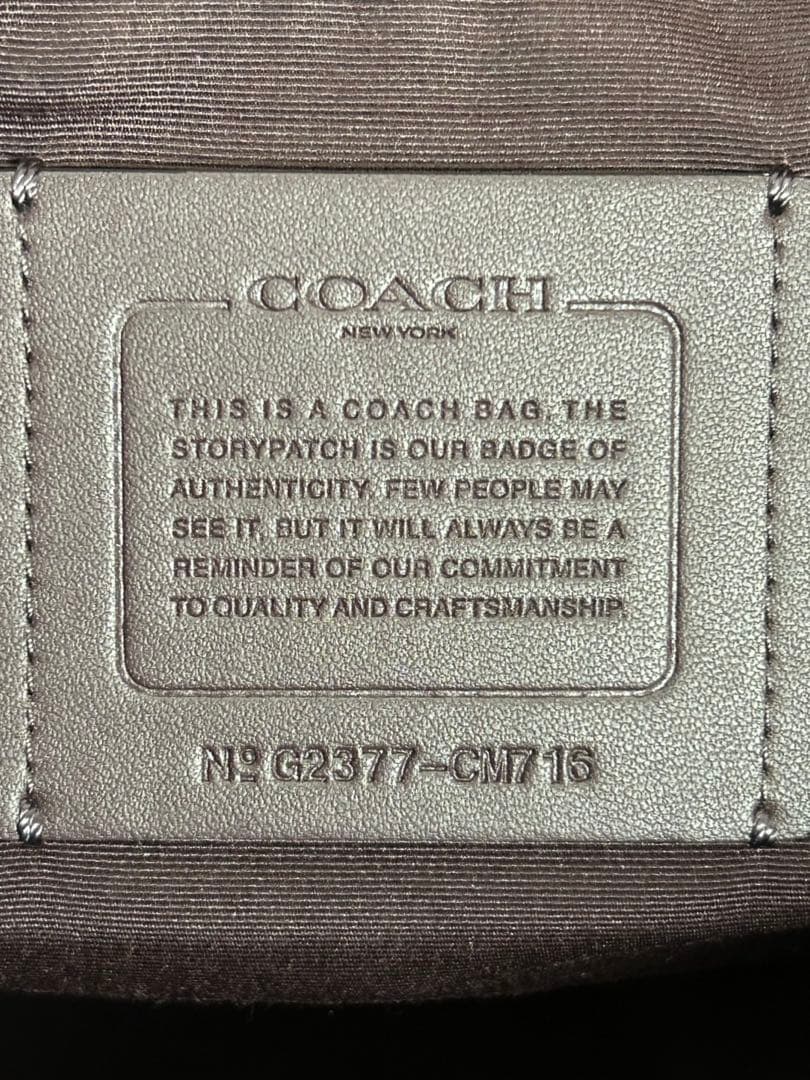 COACH
NEW YORK
THIS IS A COACH BAG. THE
STORYPATCH IS OUR BADGE OF
AUTHENTICITY. FEW PEOPLE MAY
SEE IT, BUT IT WILL ALWAYS BE A
REMINDER OF OUR COMMITMENT
TO QUALITY AND CRAFTSMANSHIP.
Nº G2377-CM716